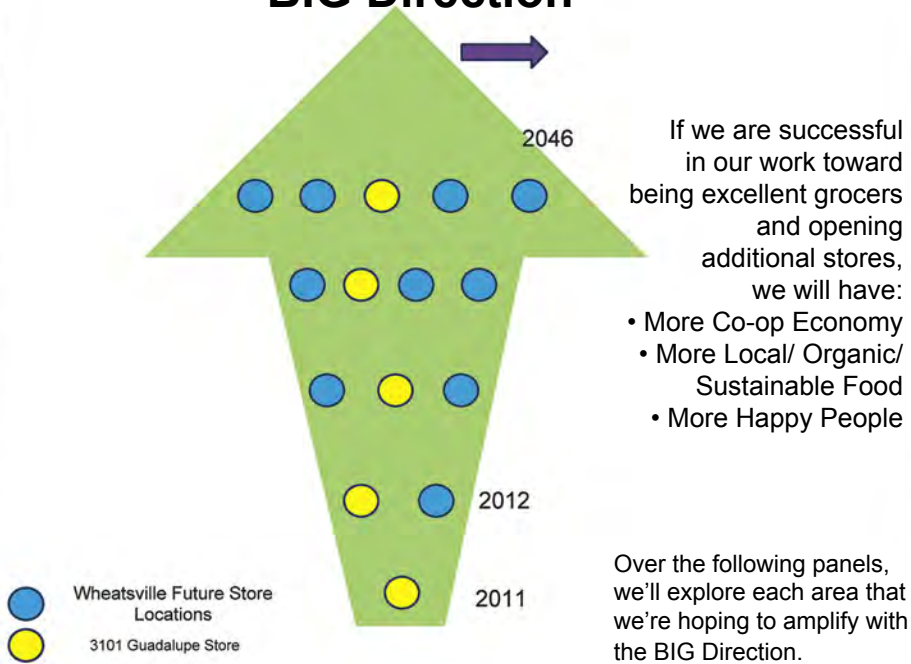 BIG Direction
2046
If we are successful
in our work toward
being excellent grocers
and opening
additional stores,
we will have:
• More Co-op Economy
• More Local/ Organic/
Sustainable Food
• More Happy People
2012
2011
Wheatsville Future Store
Locations
3101 Guadalupe Store
Over the following panels,
we'll explore each area that
we're hoping to amplify with
the BIG Direction.